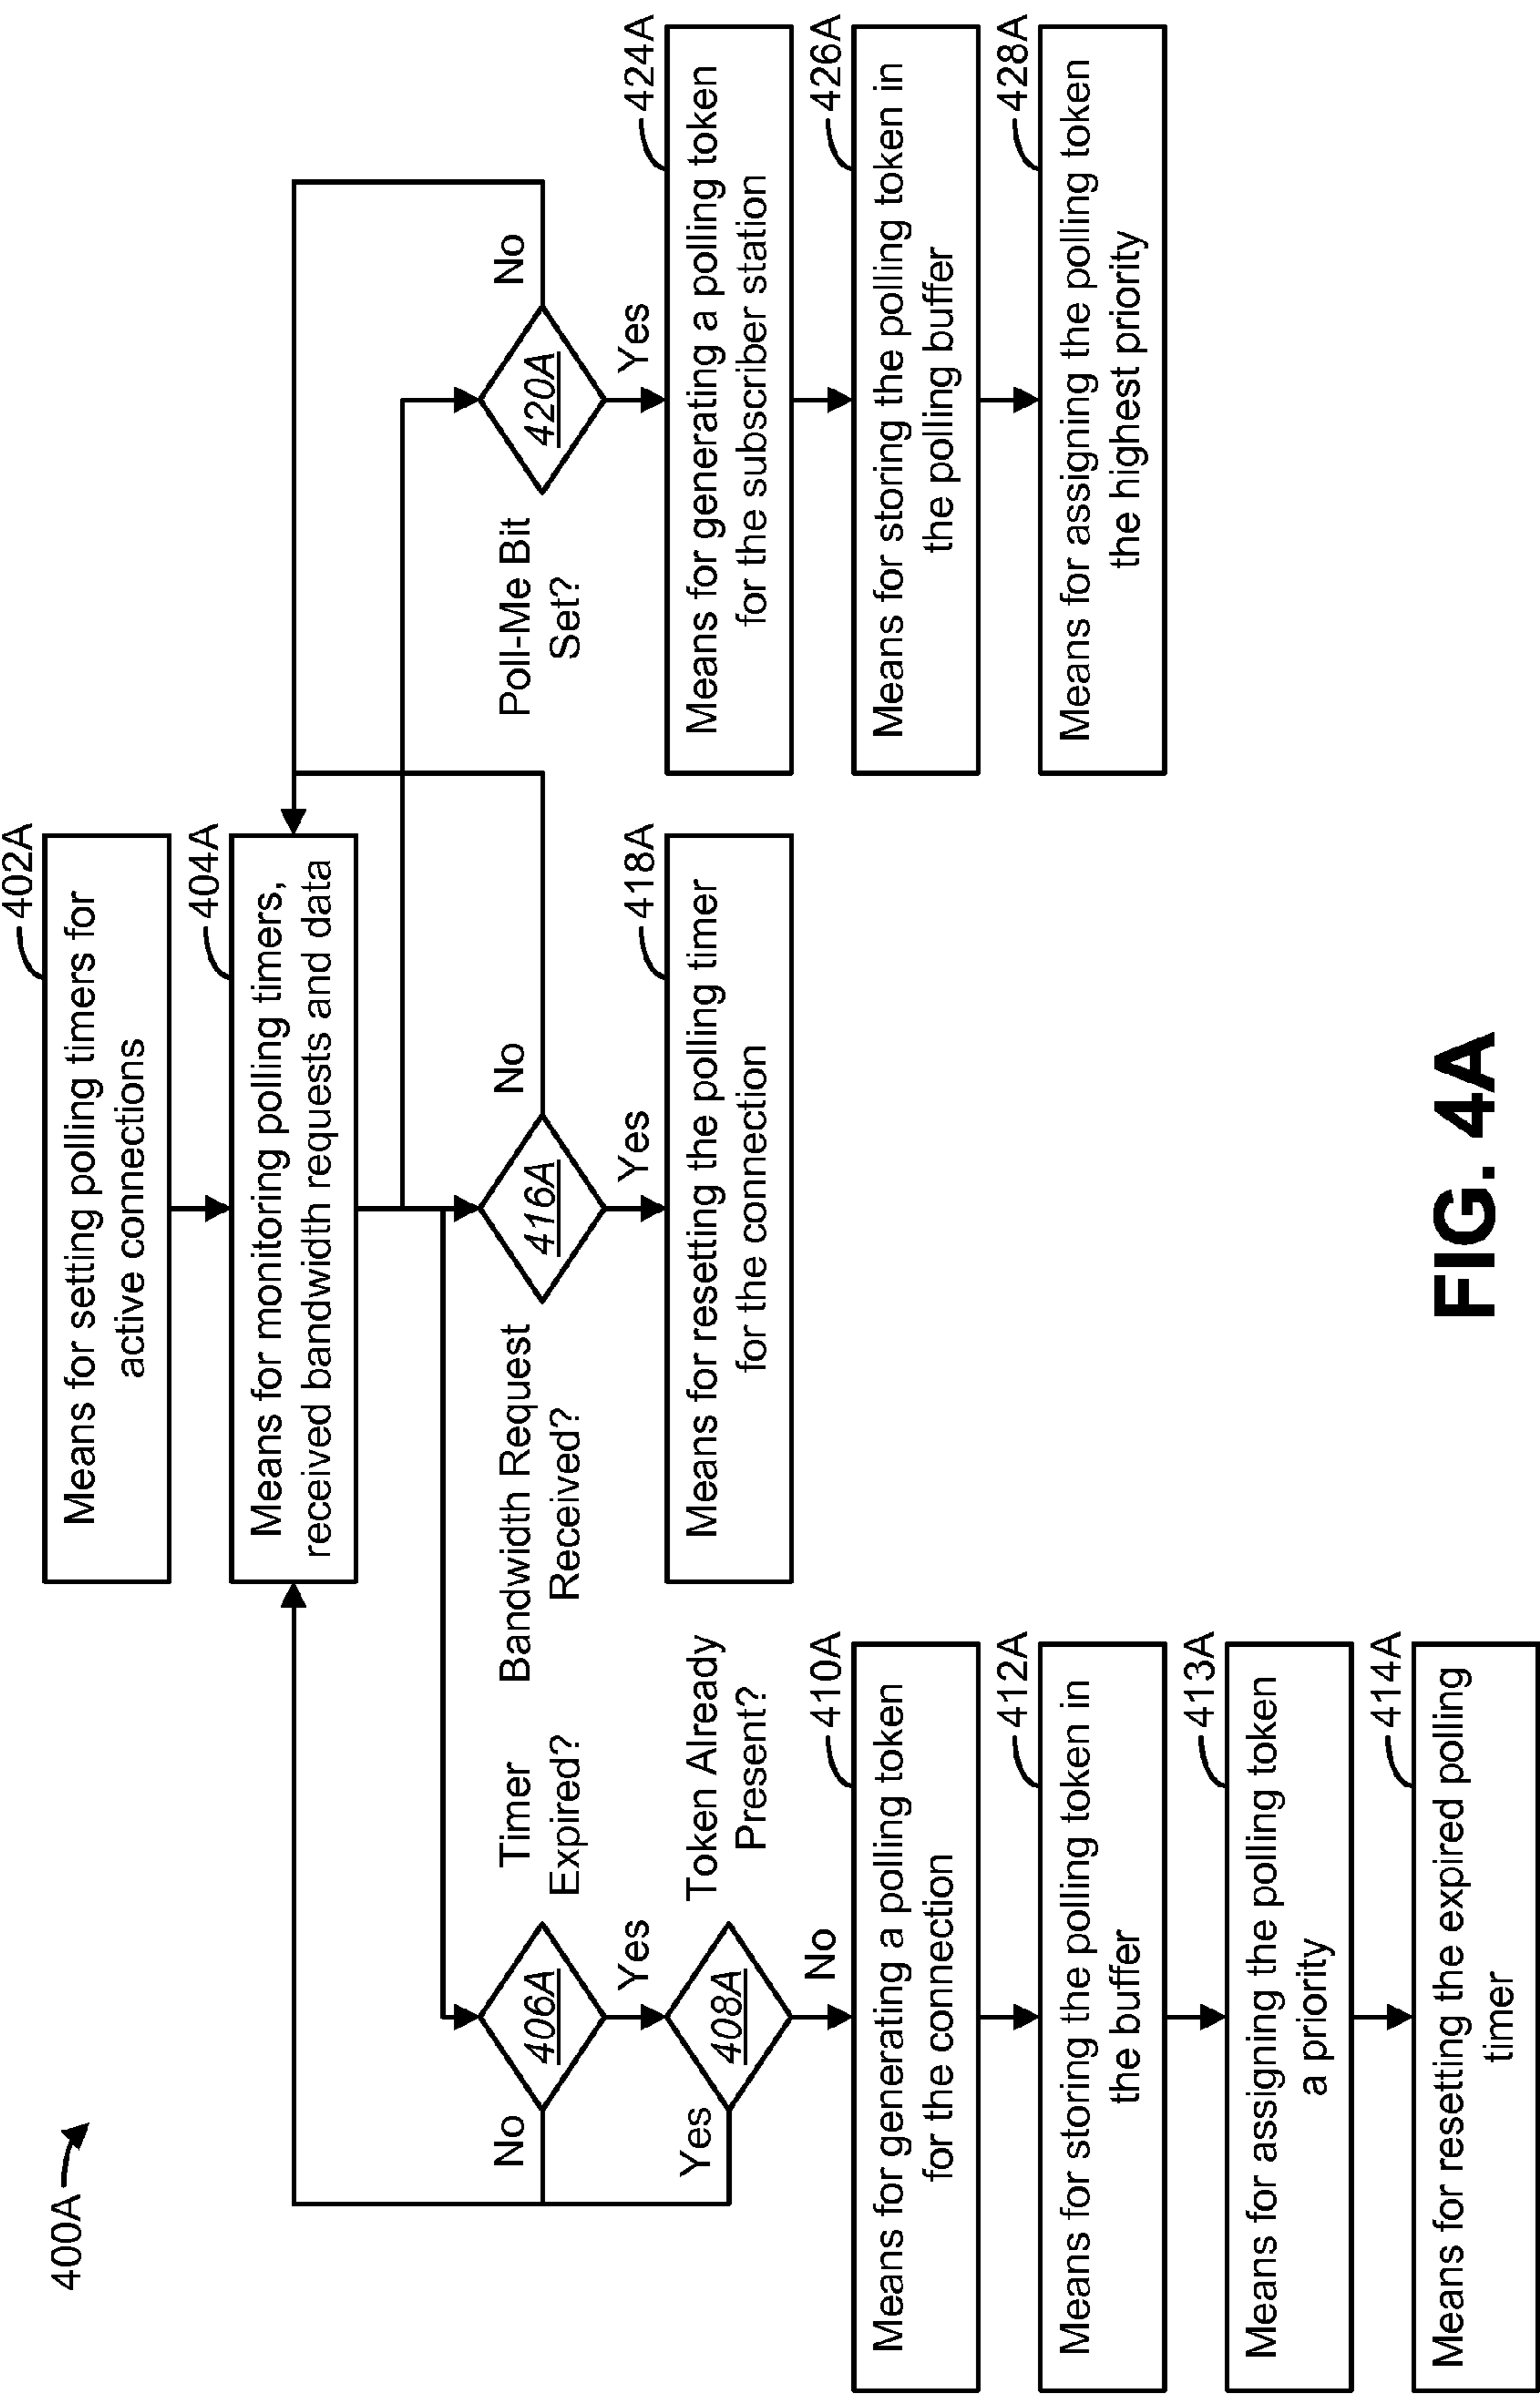 400A
402A
Means for setting polling timers for
active connections
404A
Means for monitoring polling timers,
received bandwidth requests and data
Timer
Expired?
406A
No
Yes
Token Already
Present?
408A
Yes
No
410A
Means for generating a polling token
for the connection
412A
Means for storing the polling token in
the buffer
413A
Means for assigning the polling token
a priority
414A
Means for resetting the expired polling
timer
Bandwidth Request
Received?
416A
No
Yes
418A
Means for resetting the polling timer
for the connection
Poll-Me Bit
Set?
420A
No
Yes
424A
Means for generating a polling token
for the subscriber station
426A
Means for storing the polling token in
the polling buffer
428A
Means for assigning the polling token
the highest priority
FIG. 4A